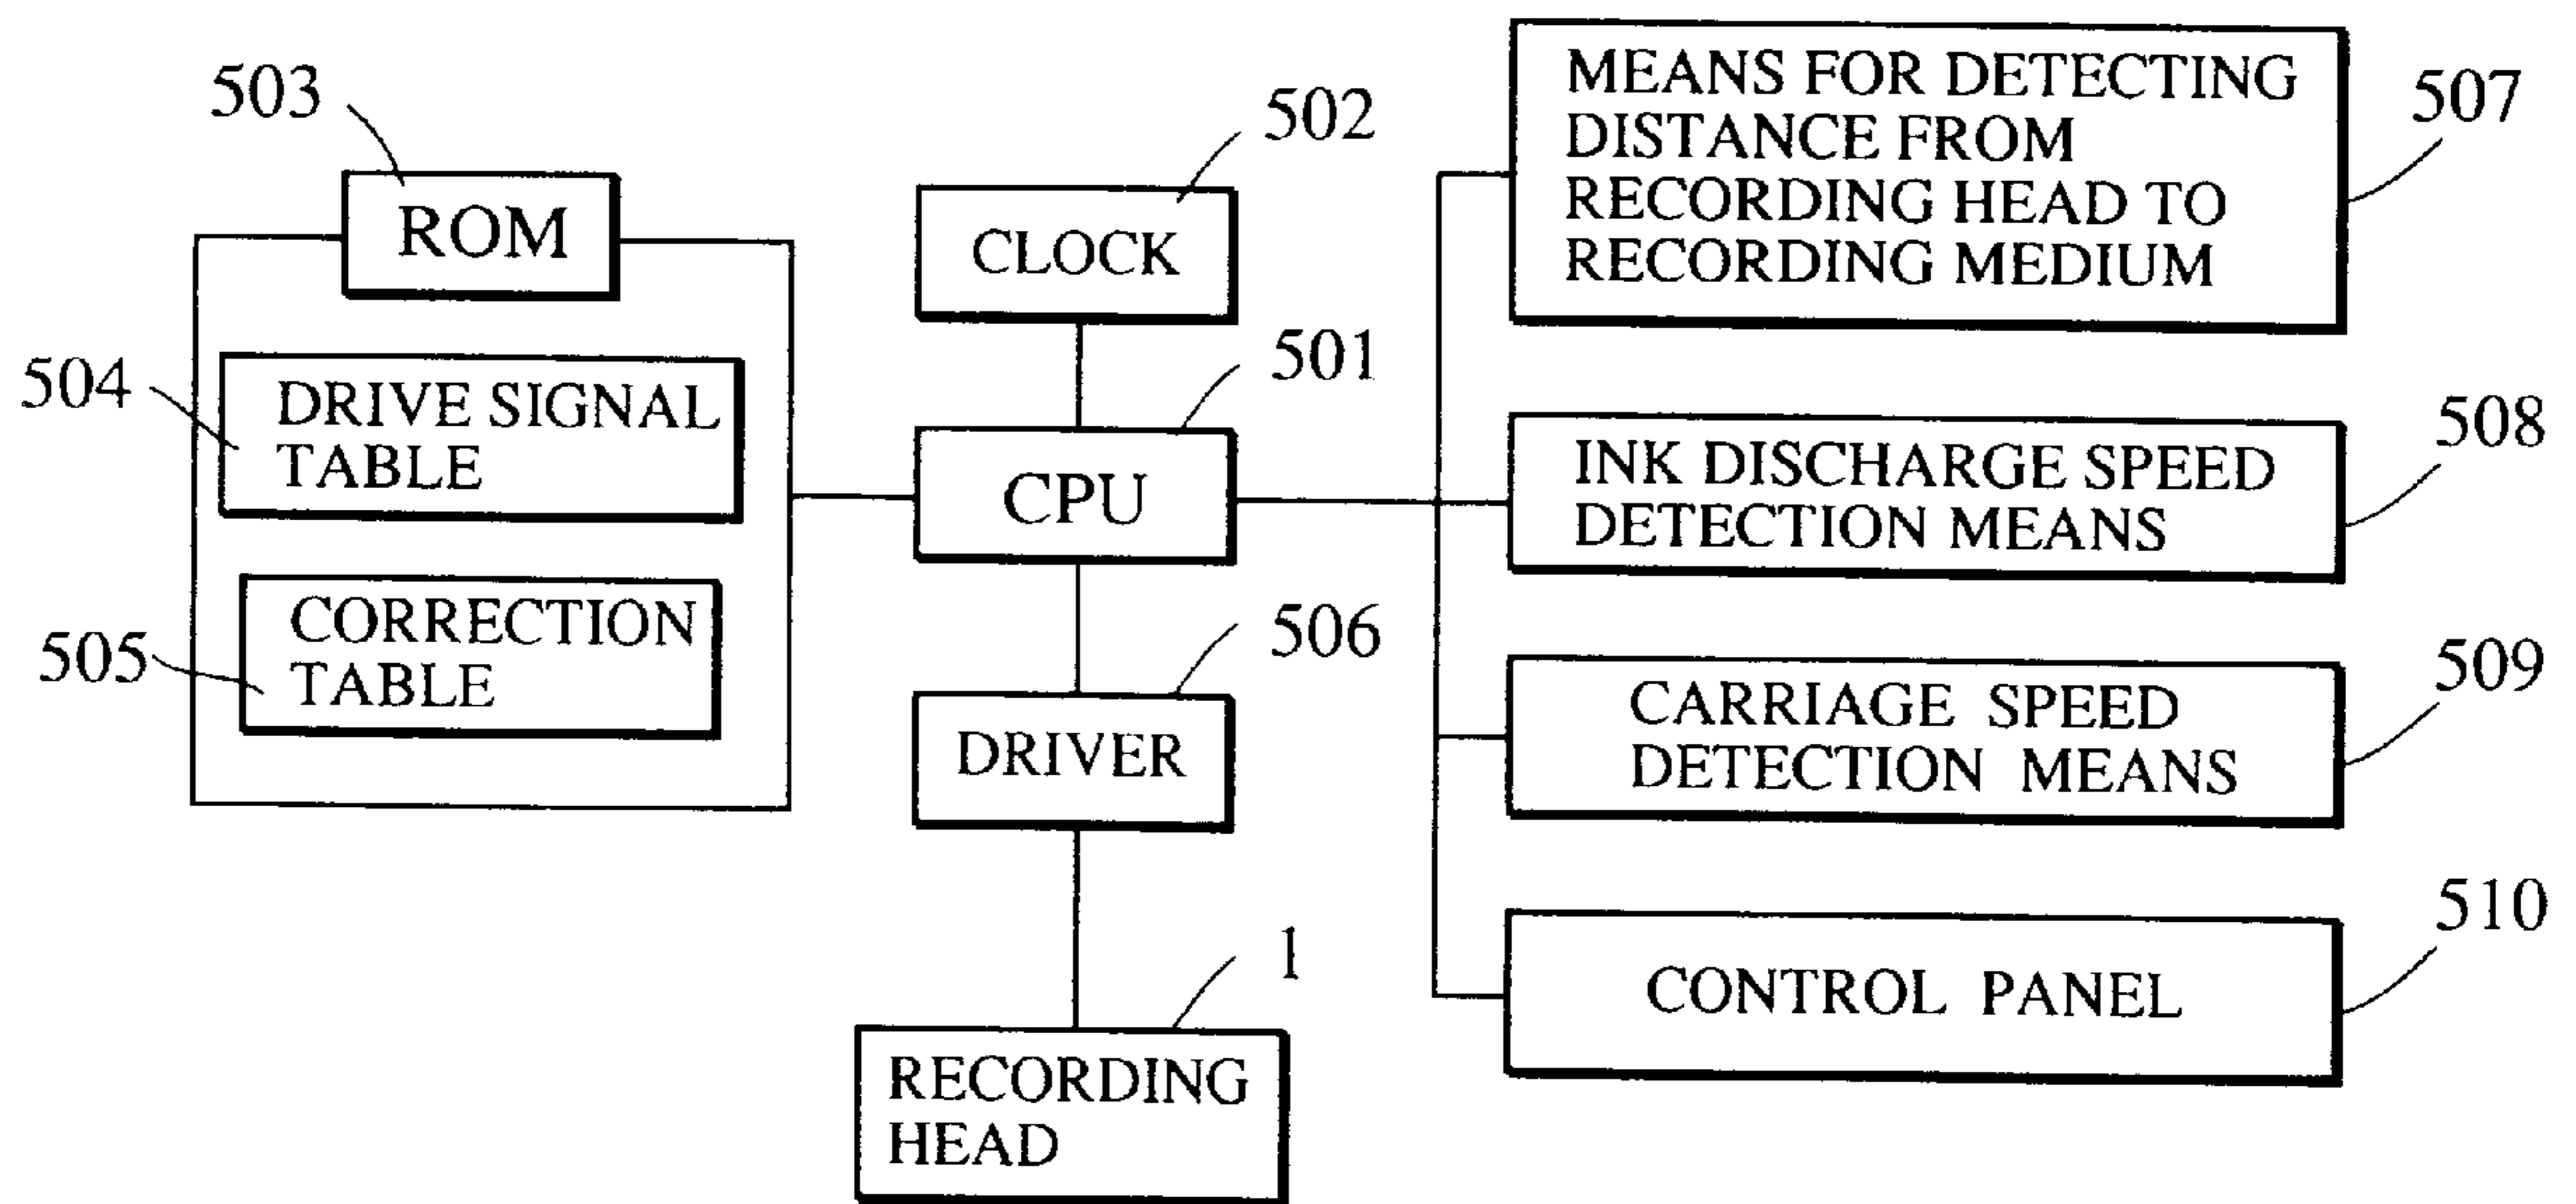 503
ROM
504
DRIVE SIGNAL
TABLE
505
CORRECTION
TABLE
502
CLOCK
501
CPU
506
DRIVER
1
RECORDING
HEAD
MEANS FOR DETECTING
DISTANCE FROM
RECORDING HEAD TO
RECORDING MEDIUM
507
INK DISCHARGE SPEED
DETECTION MEANS
508
CARRIAGE SPEED
DETECTION MEANS
509
CONTROL PANEL
510